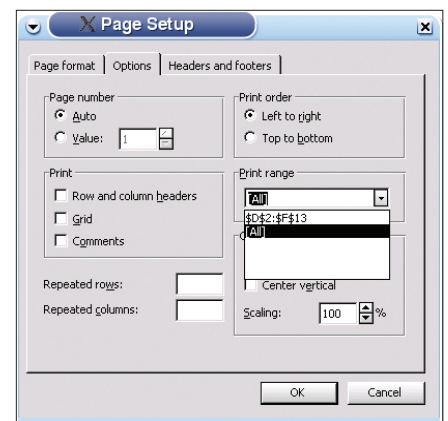 Page Setup
Page format
Options
Headers and footers
Page number
Auto
Value: 1
Print order
Left to right
Top to bottom
Print
Row and column headers
Grid
Comments
Print range
[All]
$D$2:$F$13
[All]
Center vertical
Repeated rows:
Repeated columns:
Scaling: 100 %
OK
Cancel